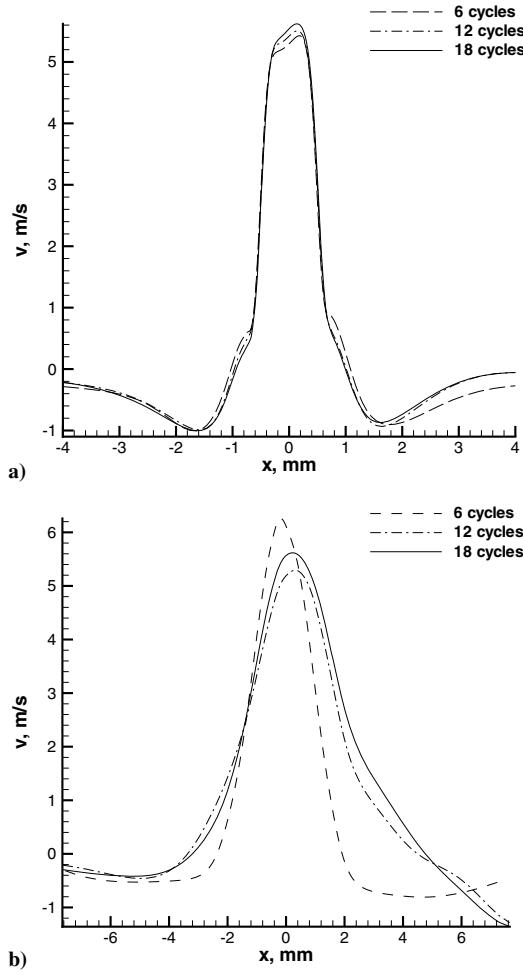 6 cycles
12 cycles
18 cycles
5
4
3
2
1
0
-1
v, m/s
-4 -3 -2 -1 0 1 2 3 4
x, mm
a)
6 cycles
12 cycles
18 cycles
6
5
4
3
2
1
0
-1
v, m/s
-6 -4 -2 0 2 4 6
x, mm
b)